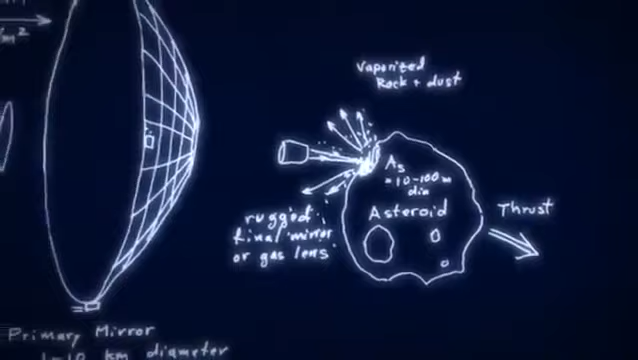 /m²
Vaporized
Rock + dust
As
= 10-100 m
dia
Asteroid
Thrust
rugged
final mirror
or gas lens
Primary Mirror
1-10 km diameter